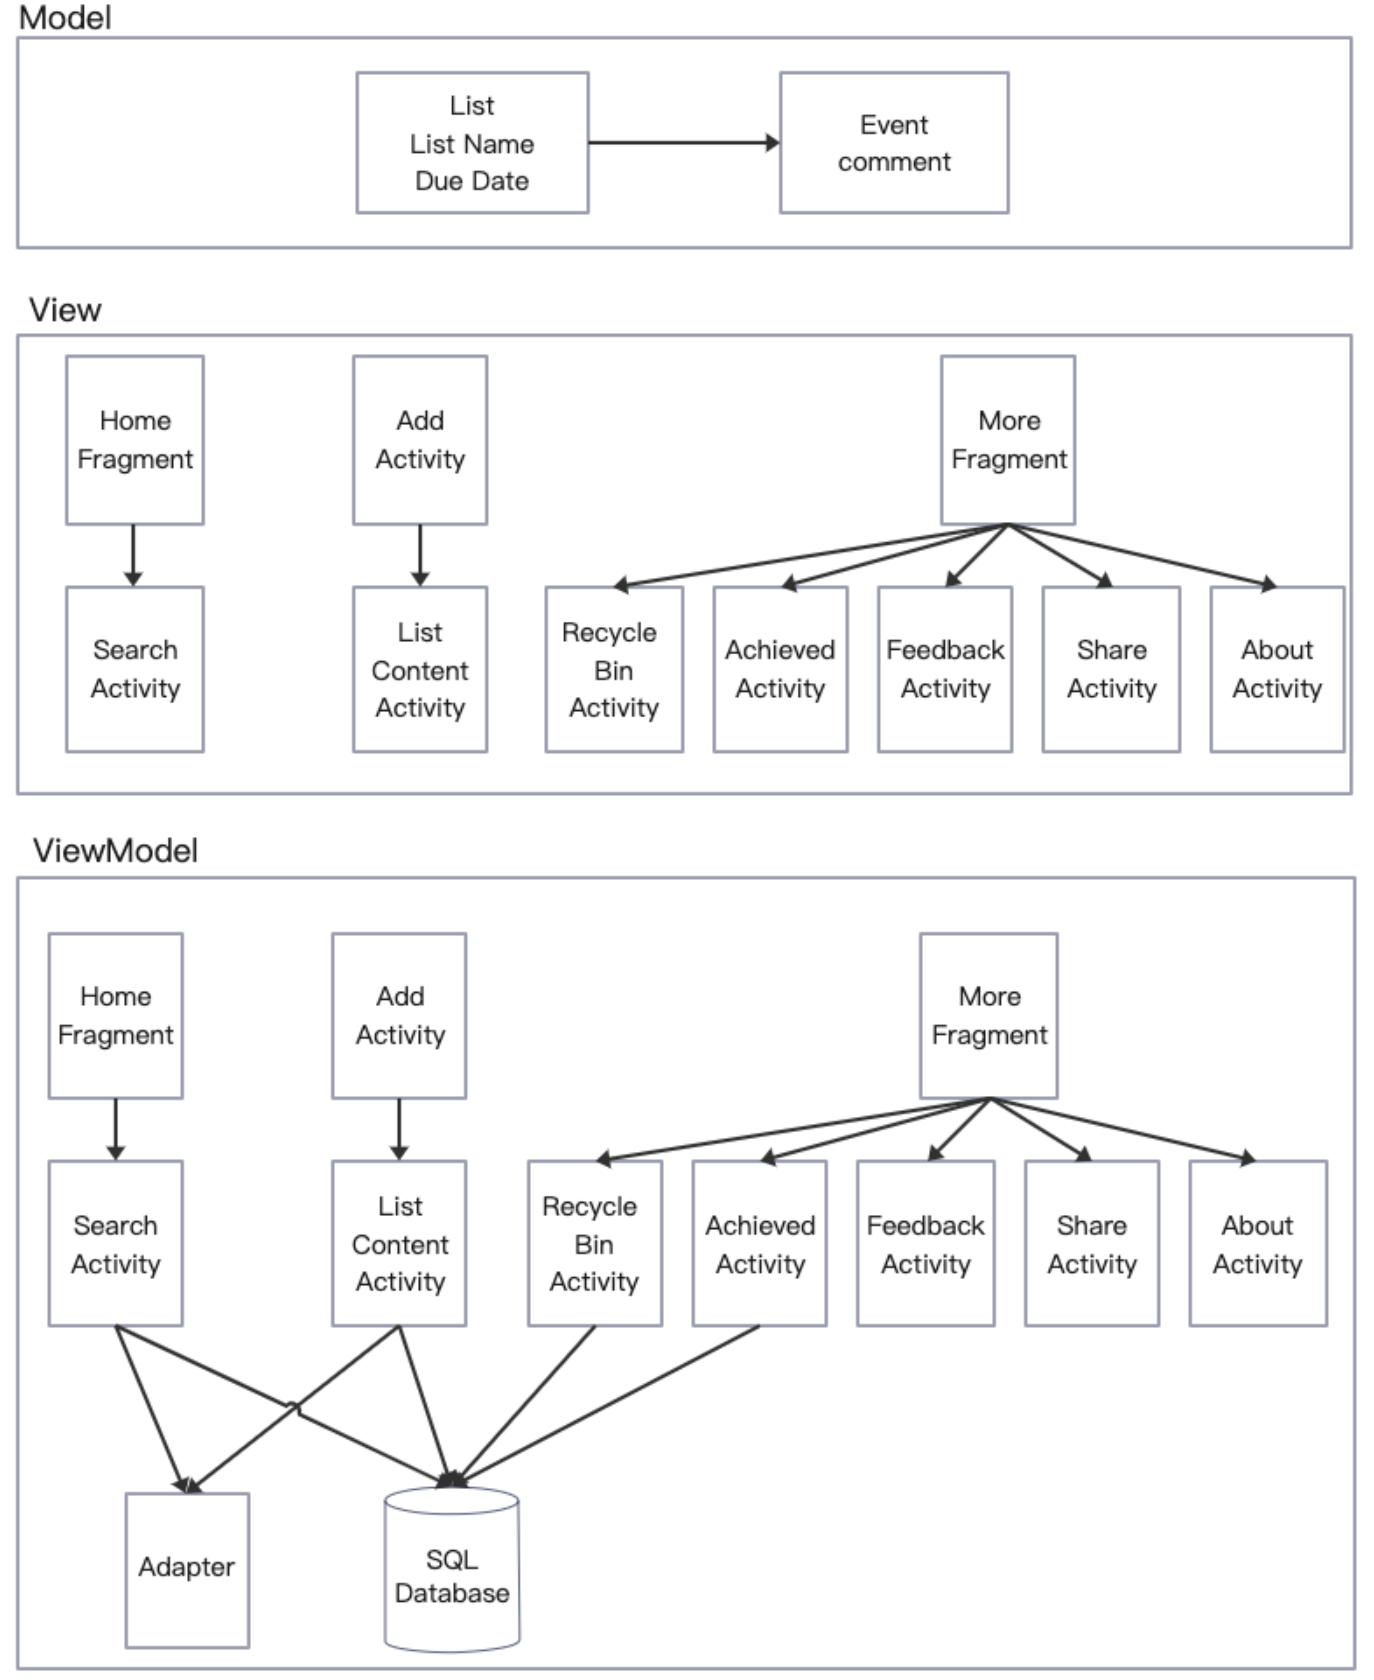 Model
List
List Name
Due Date
Event
comment
View
Home
Fragment
Add
Activity
More
Fragment
Search
Activity
List
Content
Activity
Recycle
Bin
Activity
Achieved
Activity
Feedback
Activity
Share
Activity
About
Activity
ViewModel
Home
Fragment
Add
Activity
More
Fragment
Search
Activity
List
Content
Activity
Recycle
Bin
Activity
Achieved
Activity
Feedback
Activity
Share
Activity
About
Activity
Adapter
SQL
Database